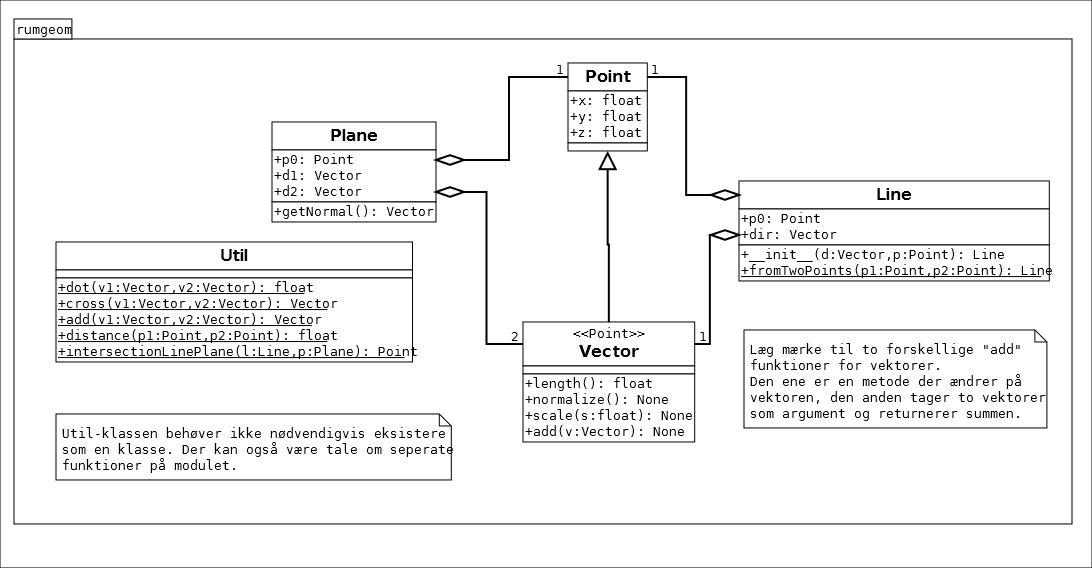 rumgeom
1
Point
1
+x: float
+y: float
+z: float
Plane
+p0: Point
+d1: Vector
+d2: Vector
+getNormal(): Vector
Line
+p0: Point
+dir: Vector
+__init__(d:Vector,p:Point): Line
+fromTwoPoints(p1:Point,p2:Point): Line
Util
+dot(v1:Vector,v2:Vector): float
+cross(v1:Vector,v2:Vector): Vector
+add(v1:Vector,v2:Vector): Vector
+distance(p1:Point,p2:Point): float
+intersectionLinePlane(l:Line,p:Plane): Point
2
<<Point>>
Vector
1
+length(): float
+normalize(): None
+scale(s:float): None
+add(v:Vector): None
Læg mærke til to forskellige "add"
funktioner for vektorer.
Den ene er en metode der ændrer på
vektoren, den anden tager to vektorer
som argument og returnerer summen.
Util-klassen behøver ikke nødvendigvis eksistere
som en klasse. Der kan også være tale om seperate
funktioner på modulet.